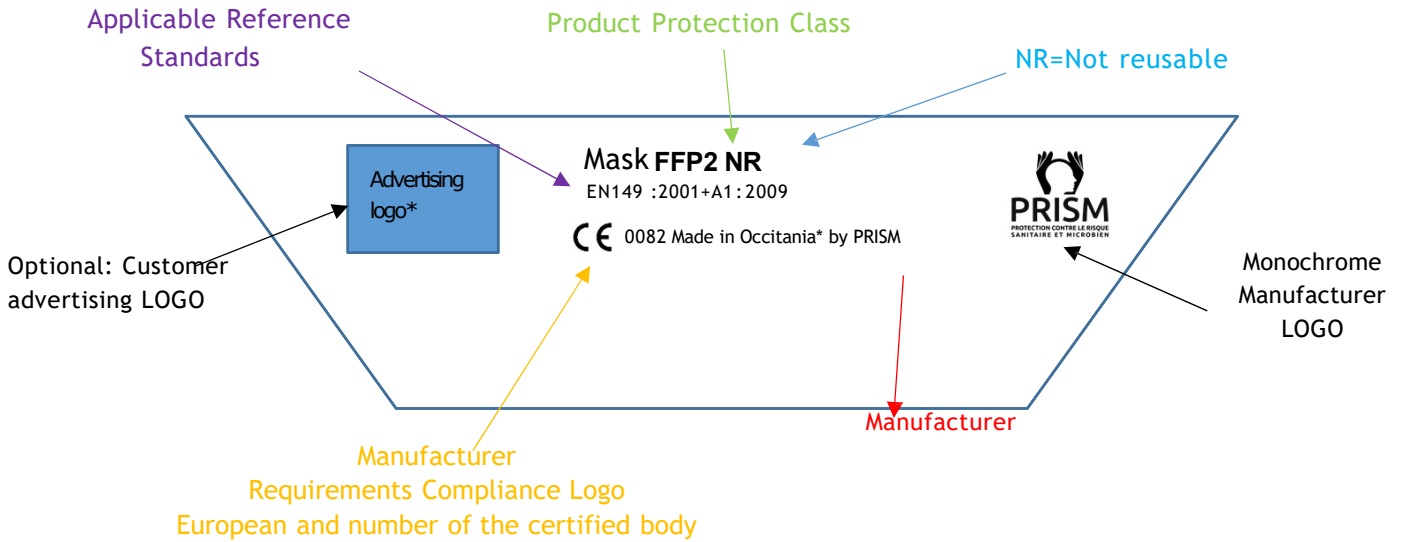 Applicable Reference
Standards
Product Protection Class
NR=Not reusable
Advertising
logo*
Mask FFP2 NR
EN149 :2001+A1:2009
CE 0082 Made in Occitania* by PRISM
PRISM
PROTECTION CONTRE LE RISQUE
SANITAIRE ET MICROBIEN
Optional: Customer
advertising LOGO
Monochrome
Manufacturer
LOGO
Manufacturer
Manufacturer
Requirements Compliance Logo
European and number of the certified body